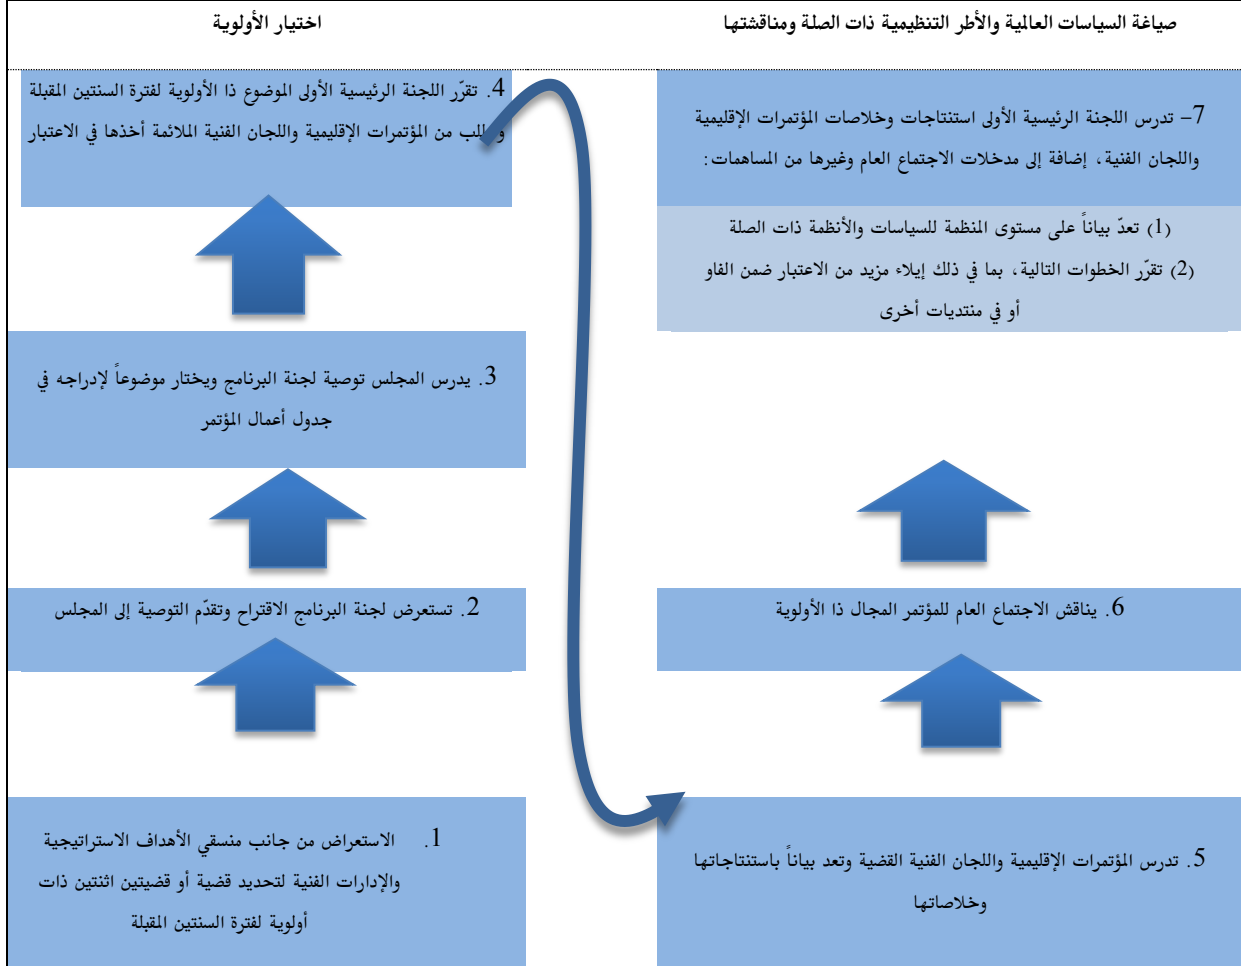 صياغة السياسات العالمية والأطر التنظيمية ذات الصلة ومناقشتها
7- تدرس اللجنة الرئيسية الأولى استنتاجات وخلاصات المؤتمرات الإقليمية
واللجان الفنية، إضافة إلى مدخلات الاجتماع العام وغيرها من المساهمات:
(1) تعدّ بياناً على مستوى المنظمة للسياسات والأنظمة ذات الصلة
(2) تقرّر الخطوات التالية، بما في ذلك إيلاء مزيد من الاعتبار ضمن الفاو
أو في منتديات أخرى
6. يناقش الاجتماع العام للمؤتمر المجال ذا الأولوية
5. تدرس المؤتمرات الإقليمية واللجان الفنية القضية وتعد بياناً باستنتاجاتها
وخلاصاتها
اختيار الأولوية
4. تقرّر اللجنة الرئيسية الأولى الموضوع ذا الأولوية لفترة السنتين المقبلة
من المؤتمرات الإقليمية واللجان الفنية الملائمة أخذها في الاعتبار
3. يدرس المجلس توصية لجنة البرنامج ويختار موضوعاً لإدراجه في
جدول أعمال المؤتمر
2. تستعرض لجنة البرنامج الاقتراح وتقدّم التوصية إلى المجلس
1. الاستعراض من جانب منسقي الأهداف الاستراتيجية
والإدارات الفنية لتحديد قضية أو قضيتين اثنتين ذات
أولوية لفترة السنتين المقبلة